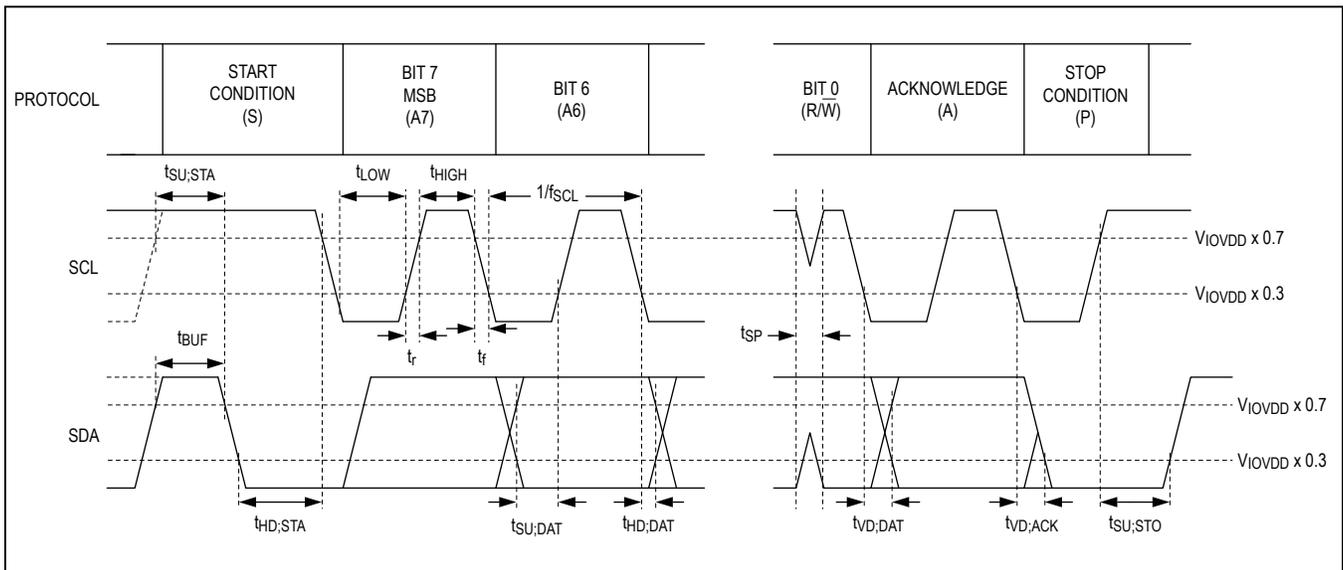 PROTOCOL
START
CONDITION
(S)
BIT 7
MSB
(A7)
BIT 6
(A6)
BIT 0
(R/W̅)
ACKNOWLEDGE
(A)
STOP
CONDITION
(P)
tSU;STA
tLOW
tHIGH
1/fSCL
SCL
VIOVDD x 0.7
VIOVDD x 0.3
tBUF
tr
tf
tSP
SDA
VIOVDD x 0.7
VIOVDD x 0.3
tHD;STA
tSU;DAT
tHD;DAT
tVD;DAT
tVD;ACK
tSU;STO